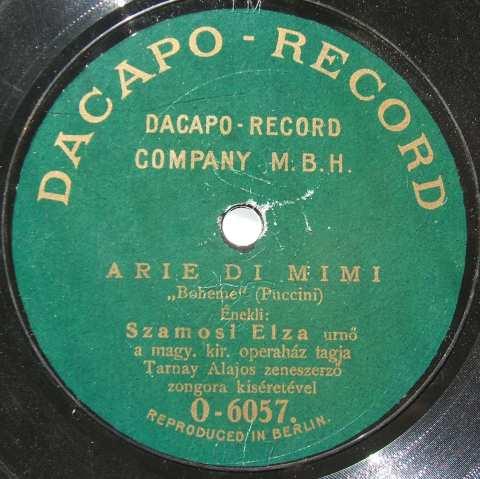 DACAPO - RECORD
DACAPO - RECORD
COMPANY M.B.H.
ARIE DI MIMI
„Boheme" (Puccini)
Énekli:
Szamosi Elza urnő
a magy. kir. operaház tagja
Tarnay Alajos zeneszerző
zongora kiséretével
O-6057.
REPRODUCED IN BERLIN.